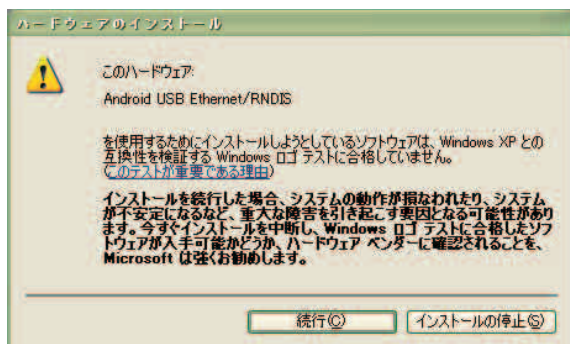 ハードウェアのインストール
このハードウェア:
Android USB Ethernet/RNDIS
を使用するためにインストールしようとしているソフトウェアは、Windows XP との
互換性を検証する Windows ロゴ テストに合格していません。
(このテストが重要である理由)
インストールを続行した場合、システムの動作が損なわれたり、システム
が不安定になるなど、重大な障害を引き起こす要因となる可能性があり
ます。今すぐインストールを中断し、Windows ロゴ テストに合格したソフ
トウェアが入手可能かどうか、ハードウェア ベンダーに確認されることを、
Microsoft は強くお勧めします。
続行(C)
インストールの停止(S)